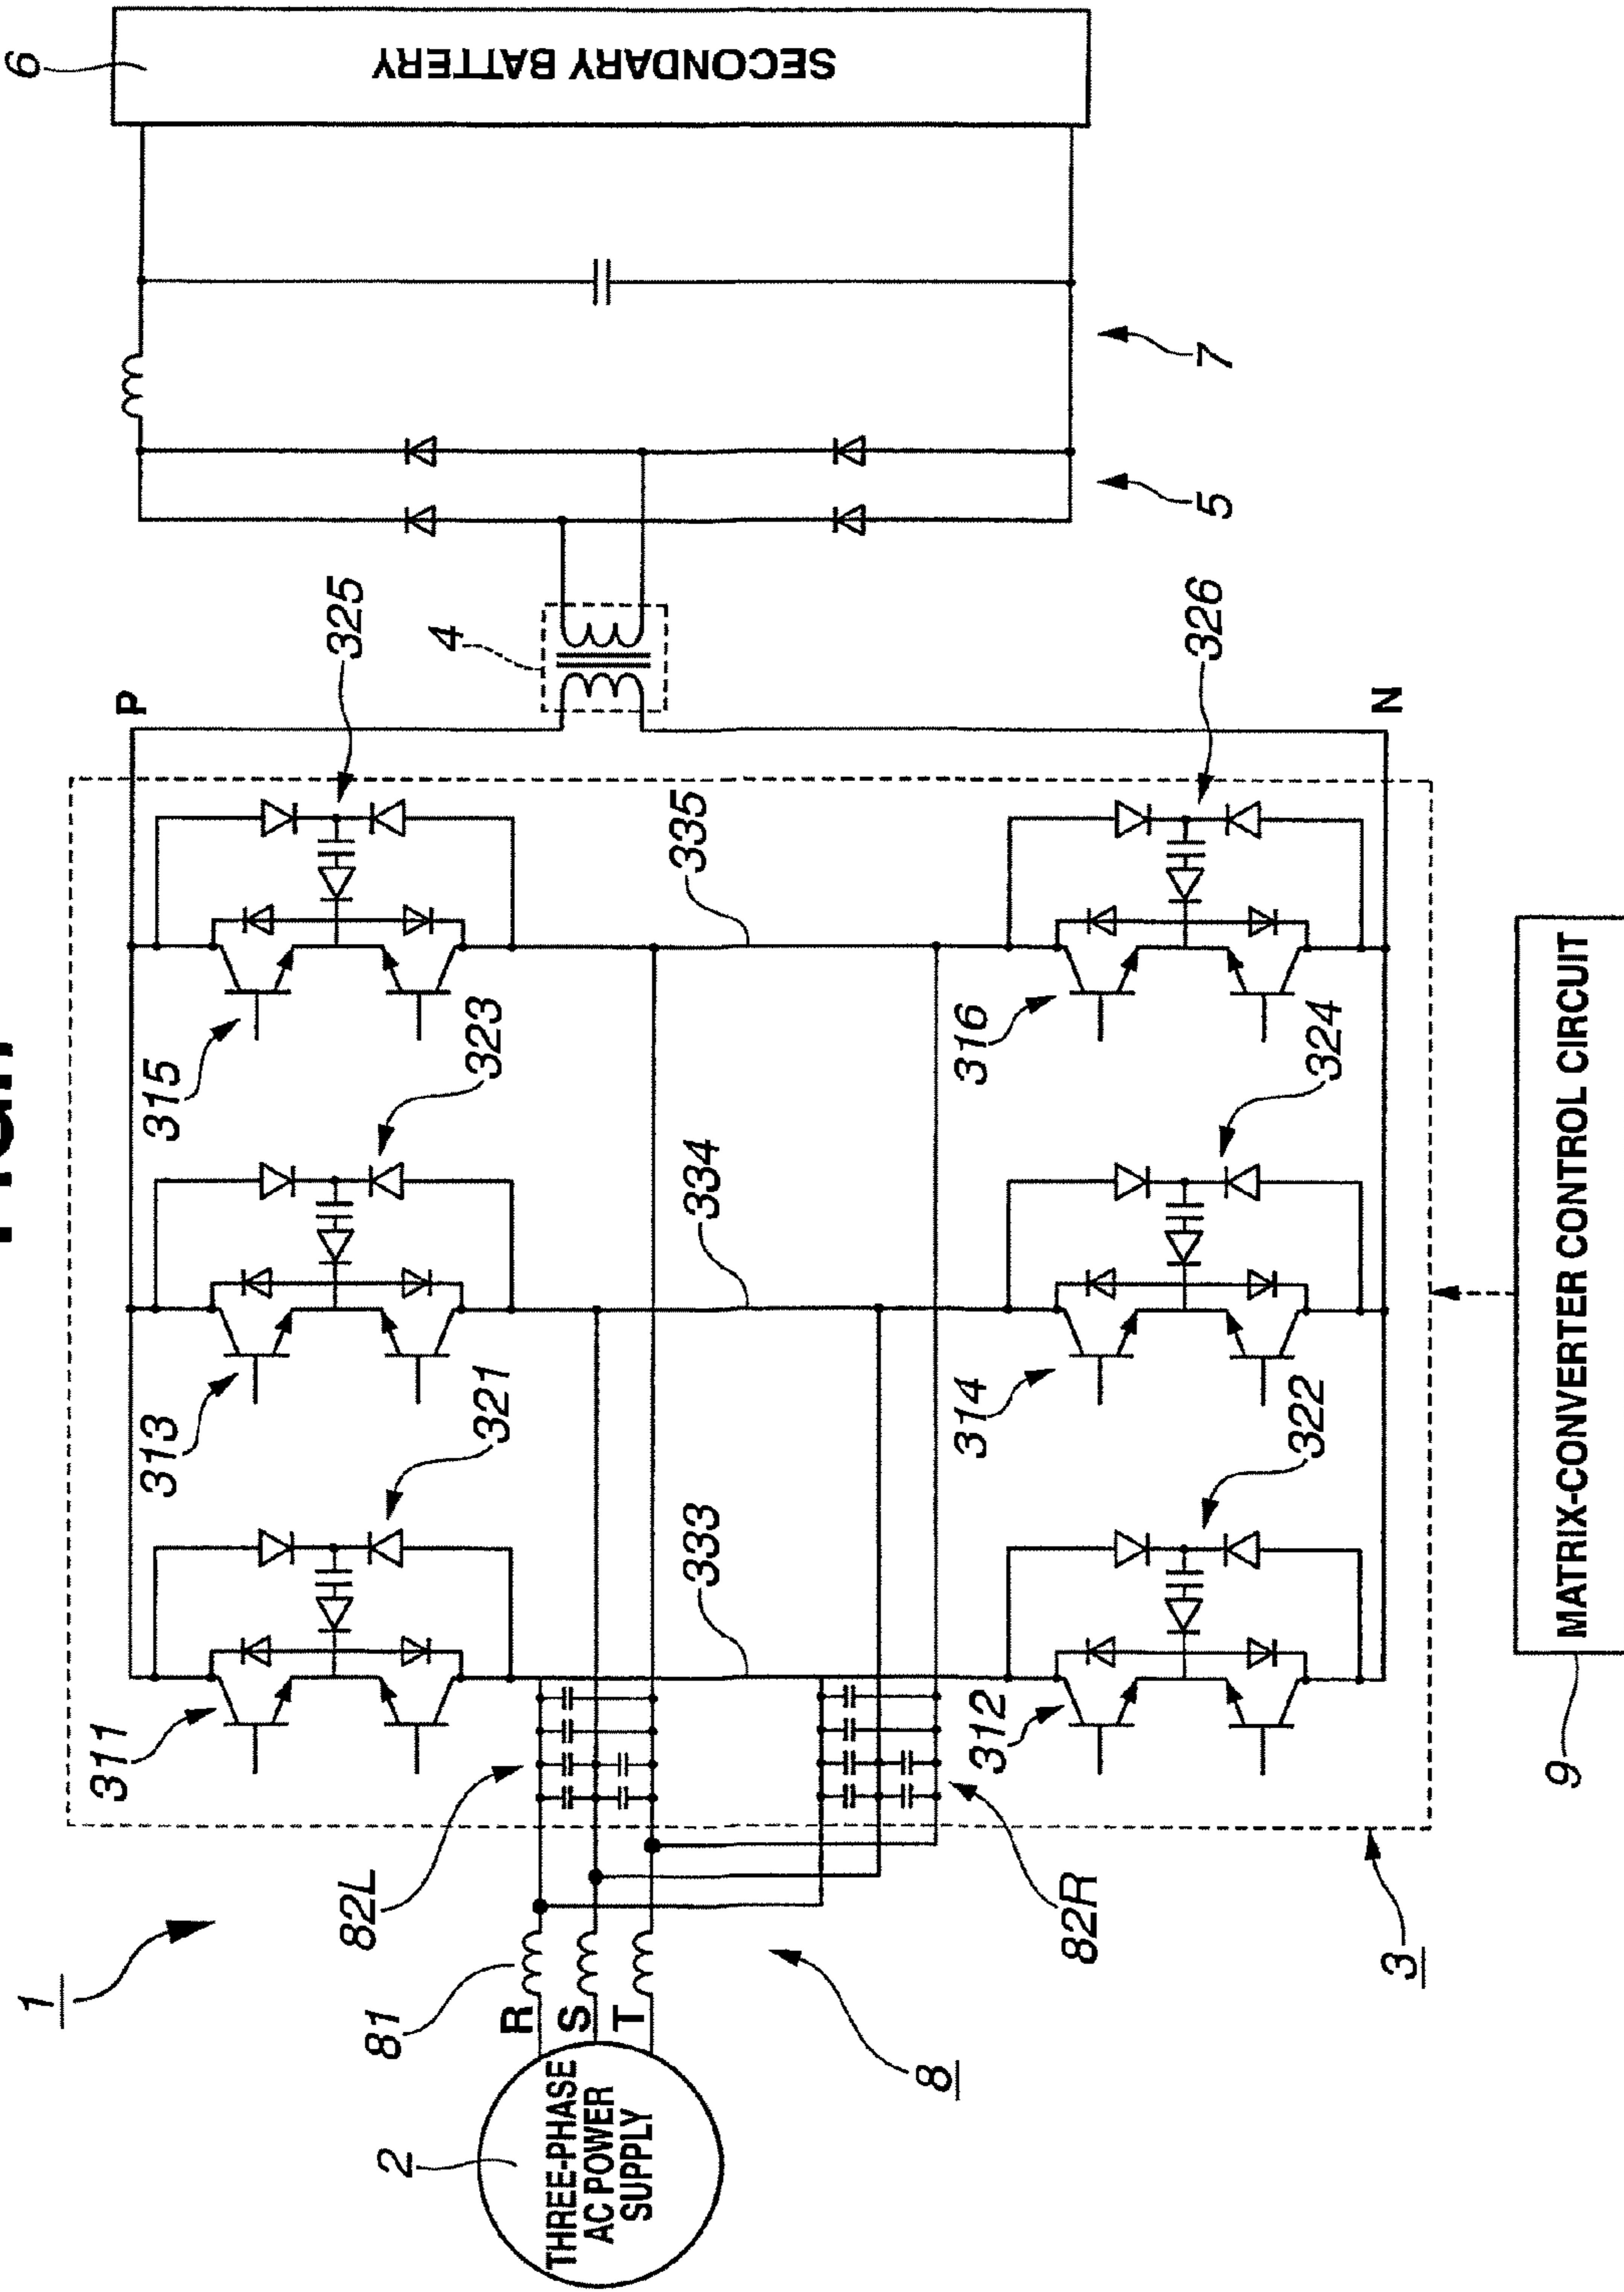 1
2
THREE-PHASE
AC POWER
SUPPLY
R
S
T
81
8
82L
82R
3
311
321
313
323
315
325
P
333
334
335
312
322
314
324
316
326
N
4
5
7
6
SECONDARY BATTERY
9
MATRIX-CONVERTER CONTROL CIRCUIT